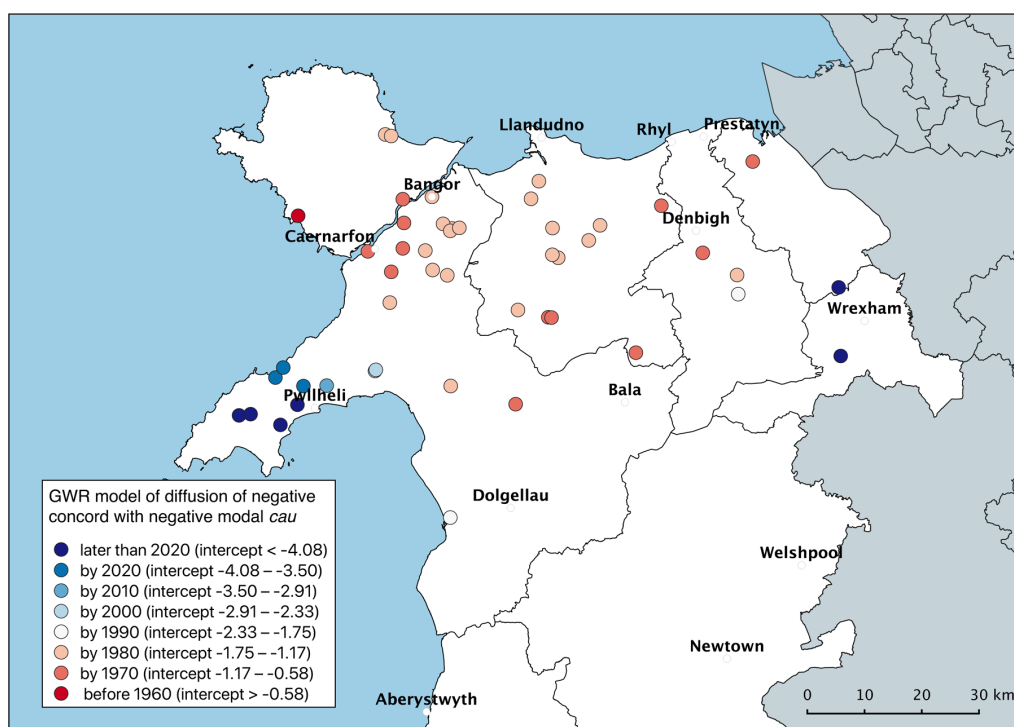 Llandudno
Rhyl
Prestatyn
Bangor
Denbigh
Caernarfon
Wrexham
Pwllheli
Bala
Dolgellau
Welshpool
Newtown
Aberystwyth
GWR model of diffusion of negative
concord with negative modal cau
later than 2020 (intercept < -4.08)
by 2020 (intercept -4.08 – -3.50)
by 2010 (intercept -3.50 – -2.91)
by 2000 (intercept -2.91 – -2.33)
by 1990 (intercept -2.33 – -1.75)
by 1980 (intercept -1.75 – -1.17)
by 1970 (intercept -1.17 – -0.58)
before 1960 (intercept > -0.58)
0 10 20 30 km